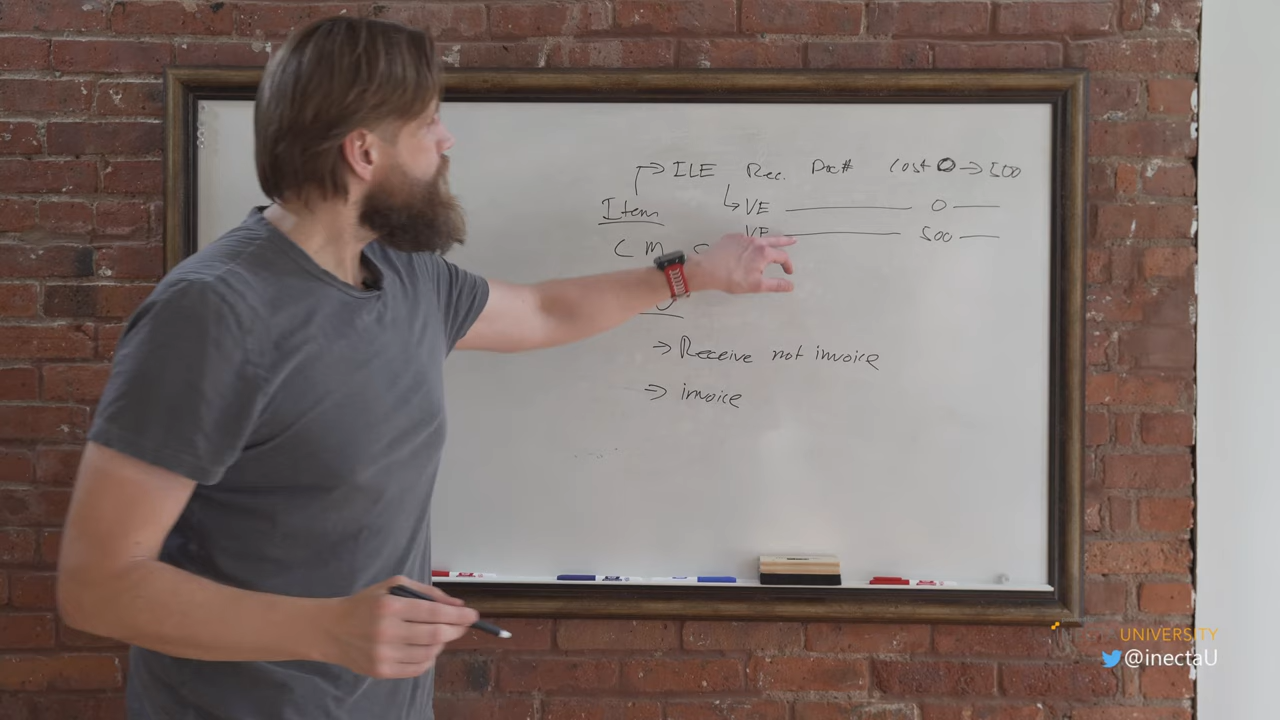 → ILE Rec. Doc# Cost 0 → 500
↳ VE 0
Item
VE 500
C M
→ Receive not invoice
→ invoice
UNIVERSITY
@inectaU